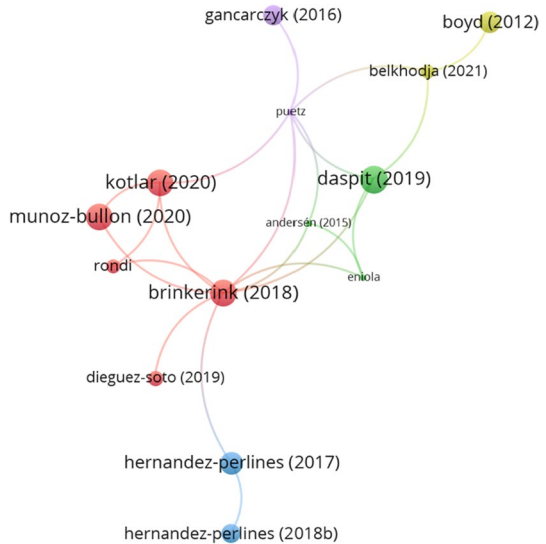 gancarczyk (2016)
boyd (2012)
belkhodja (2021)
puetz
kotlar (2020)
daspit (2019)
munoz-bullon (2020)
andersén (2015)
rondi
eniola
brinkerink (2018)
dieguez-soto (2019)
hernandez-perlines (2017)
hernandez-perlines (2018b)